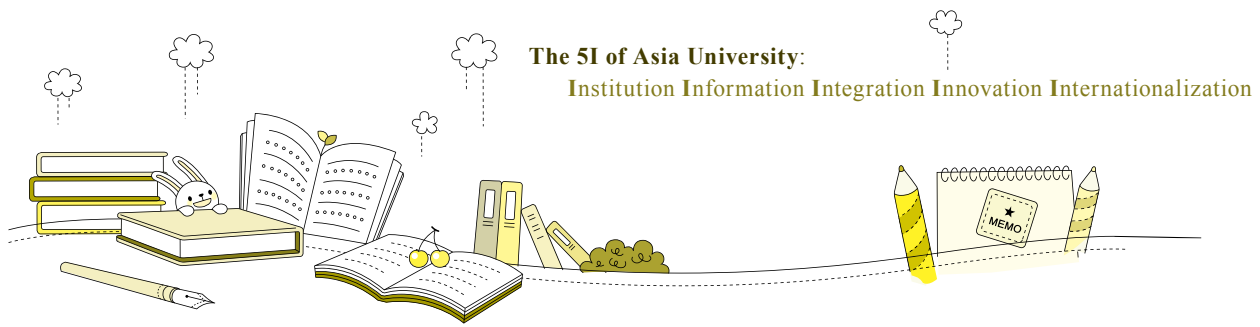 The 5I of Asia University:
Institution Information Integration Innovation Internationalization
MEMO